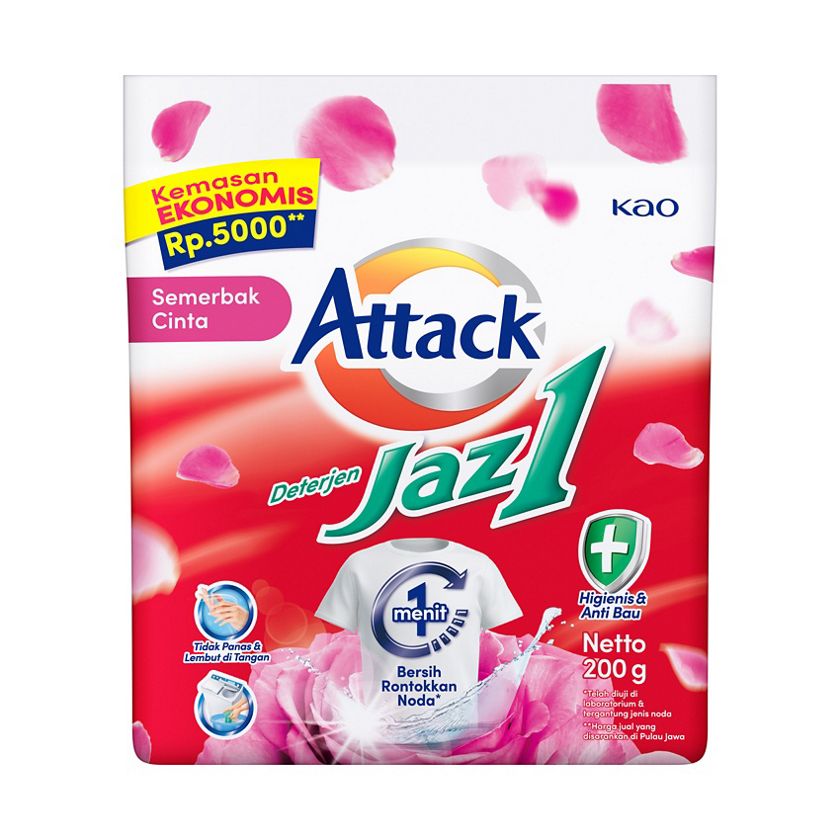 Kemasan
EKONOMIS
Rp.5000**
Kao
Semerbak
Cinta
Attack
Deterjen
Jaz1
1
menit
Bersih
Rontokkan
Noda*
Tidak Panas &
Lembut di Tangan
Higienis &
Anti Bau
Netto
200 g
*Telah diuji di
laboratorium &
tergantung jenis noda
**Harga jual yang
disarankan di Pulau Jawa